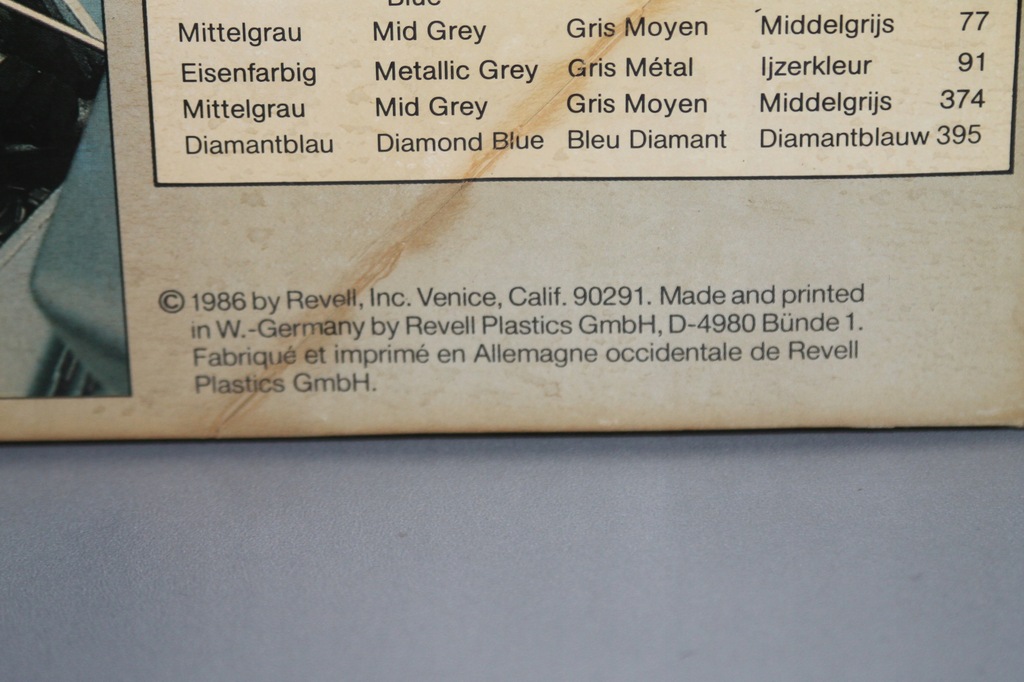 Blue
Mittelgrau Mid Grey Gris Moyen Middelgrijs 77
Eisenfarbig Metallic Grey Gris Métal Ijzerkleur 91
Mittelgrau Mid Grey Gris Moyen Middelgrijs 374
Diamantblau Diamond Blue Bleu Diamant Diamantblauw 395
© 1986 by Revell, Inc. Venice, Calif. 90291. Made and printed
in W.-Germany by Revell Plastics GmbH, D-4980 Bünde 1.
Fabriqué et imprimé en Allemagne occidentale de Revell
Plastics GmbH.